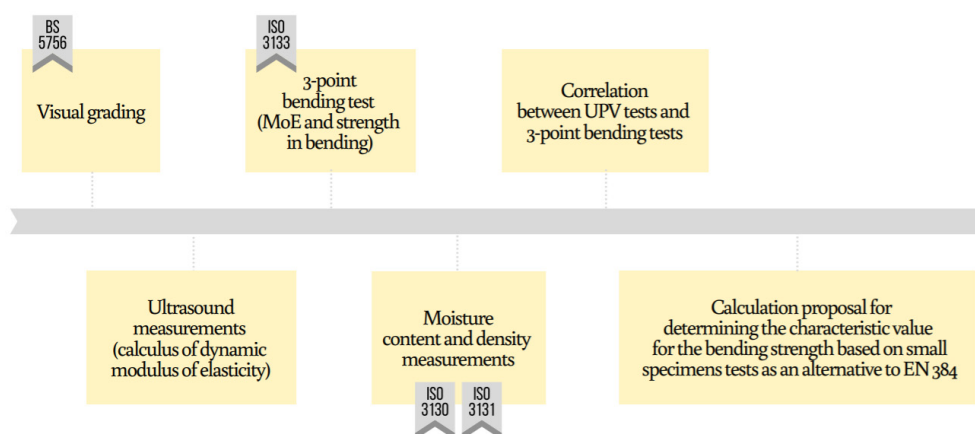 BS
5756
Visual grading
ISO
3133
3-point
bending test
(MoE and strength
in bending)
Correlation
between UPV tests and
3-point bending tests
Ultrasound
measurements
(calculus of dynamic
modulus of elasticity)
Moisture
content and density
measurements
ISO
3130
ISO
3131
Calculation proposal for
determining the characteristic value
for the bending strength based on small
specimens tests as an alternative to EN 384